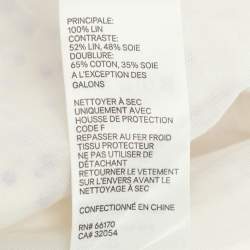 PRINCIPALE:
100% LIN
CONTRASTE:
52% LIN, 48% SOIE
DOUBLURE:
65% COTON, 35% SOIE
A L'EXCEPTION DES
GALONS
NETTOYER À SEC
UNIQUEMENT AVEC
HOUSSE DE PROTECTION
CODE F
REPASSER AU FER FROID
TISSU PROTECTEUR
NE PAS UTILISER DE
DÉTACHANT
RETOURNER LE VETEMENT
SUR L'ENVERS AVANT LE
NETTOYAGE À SEC
CONFECTIONNÉ EN CHINE
RN# 66170
CA# 32054